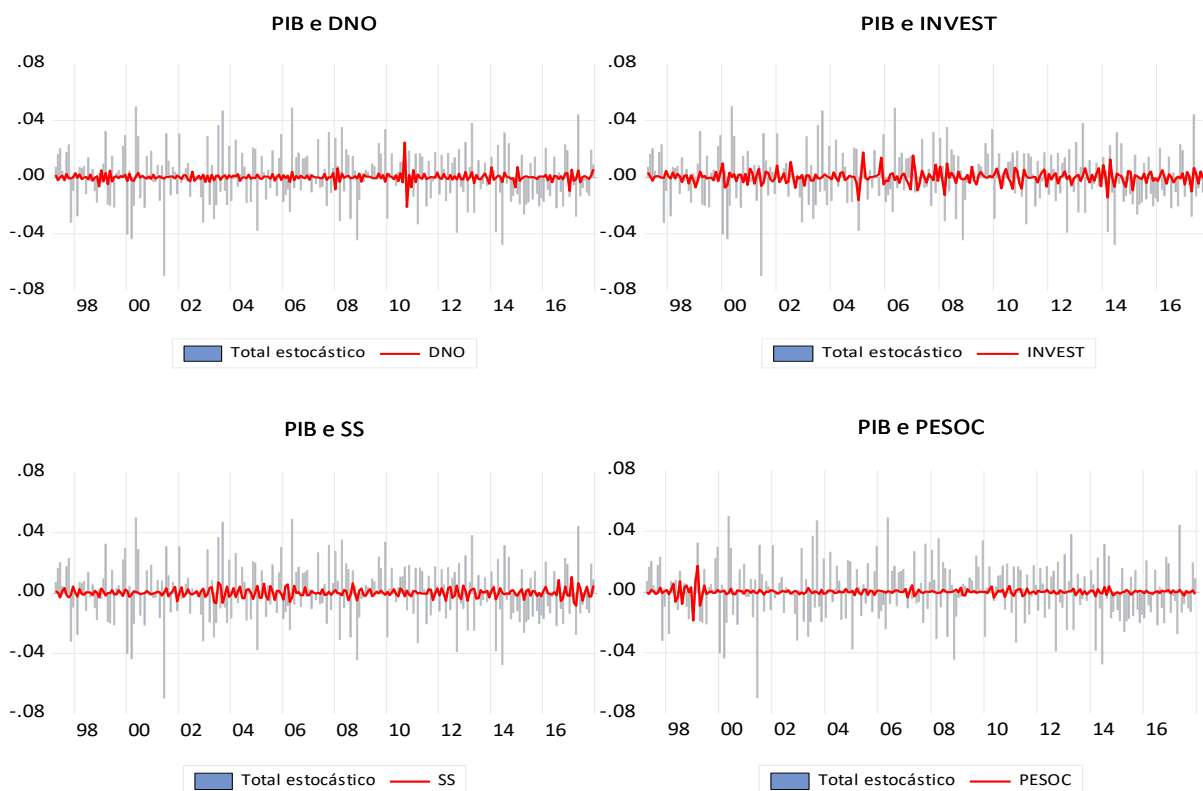 PIB e DNO
.08
.04
.00
-.04
-.08
98 00 02 04 06 08 10 12 14 16
Total estocástico DNO
PIB e INVEST
.08
.04
.00
-.04
-.08
98 00 02 04 06 08 10 12 14 16
Total estocástico INVEST
PIB e SS
.08
.04
.00
-.04
-.08
98 00 02 04 06 08 10 12 14 16
Total estocástico SS
PIB e PESOC
.08
.04
.00
-.04
-.08
98 00 02 04 06 08 10 12 14 16
Total estocástico PESOC